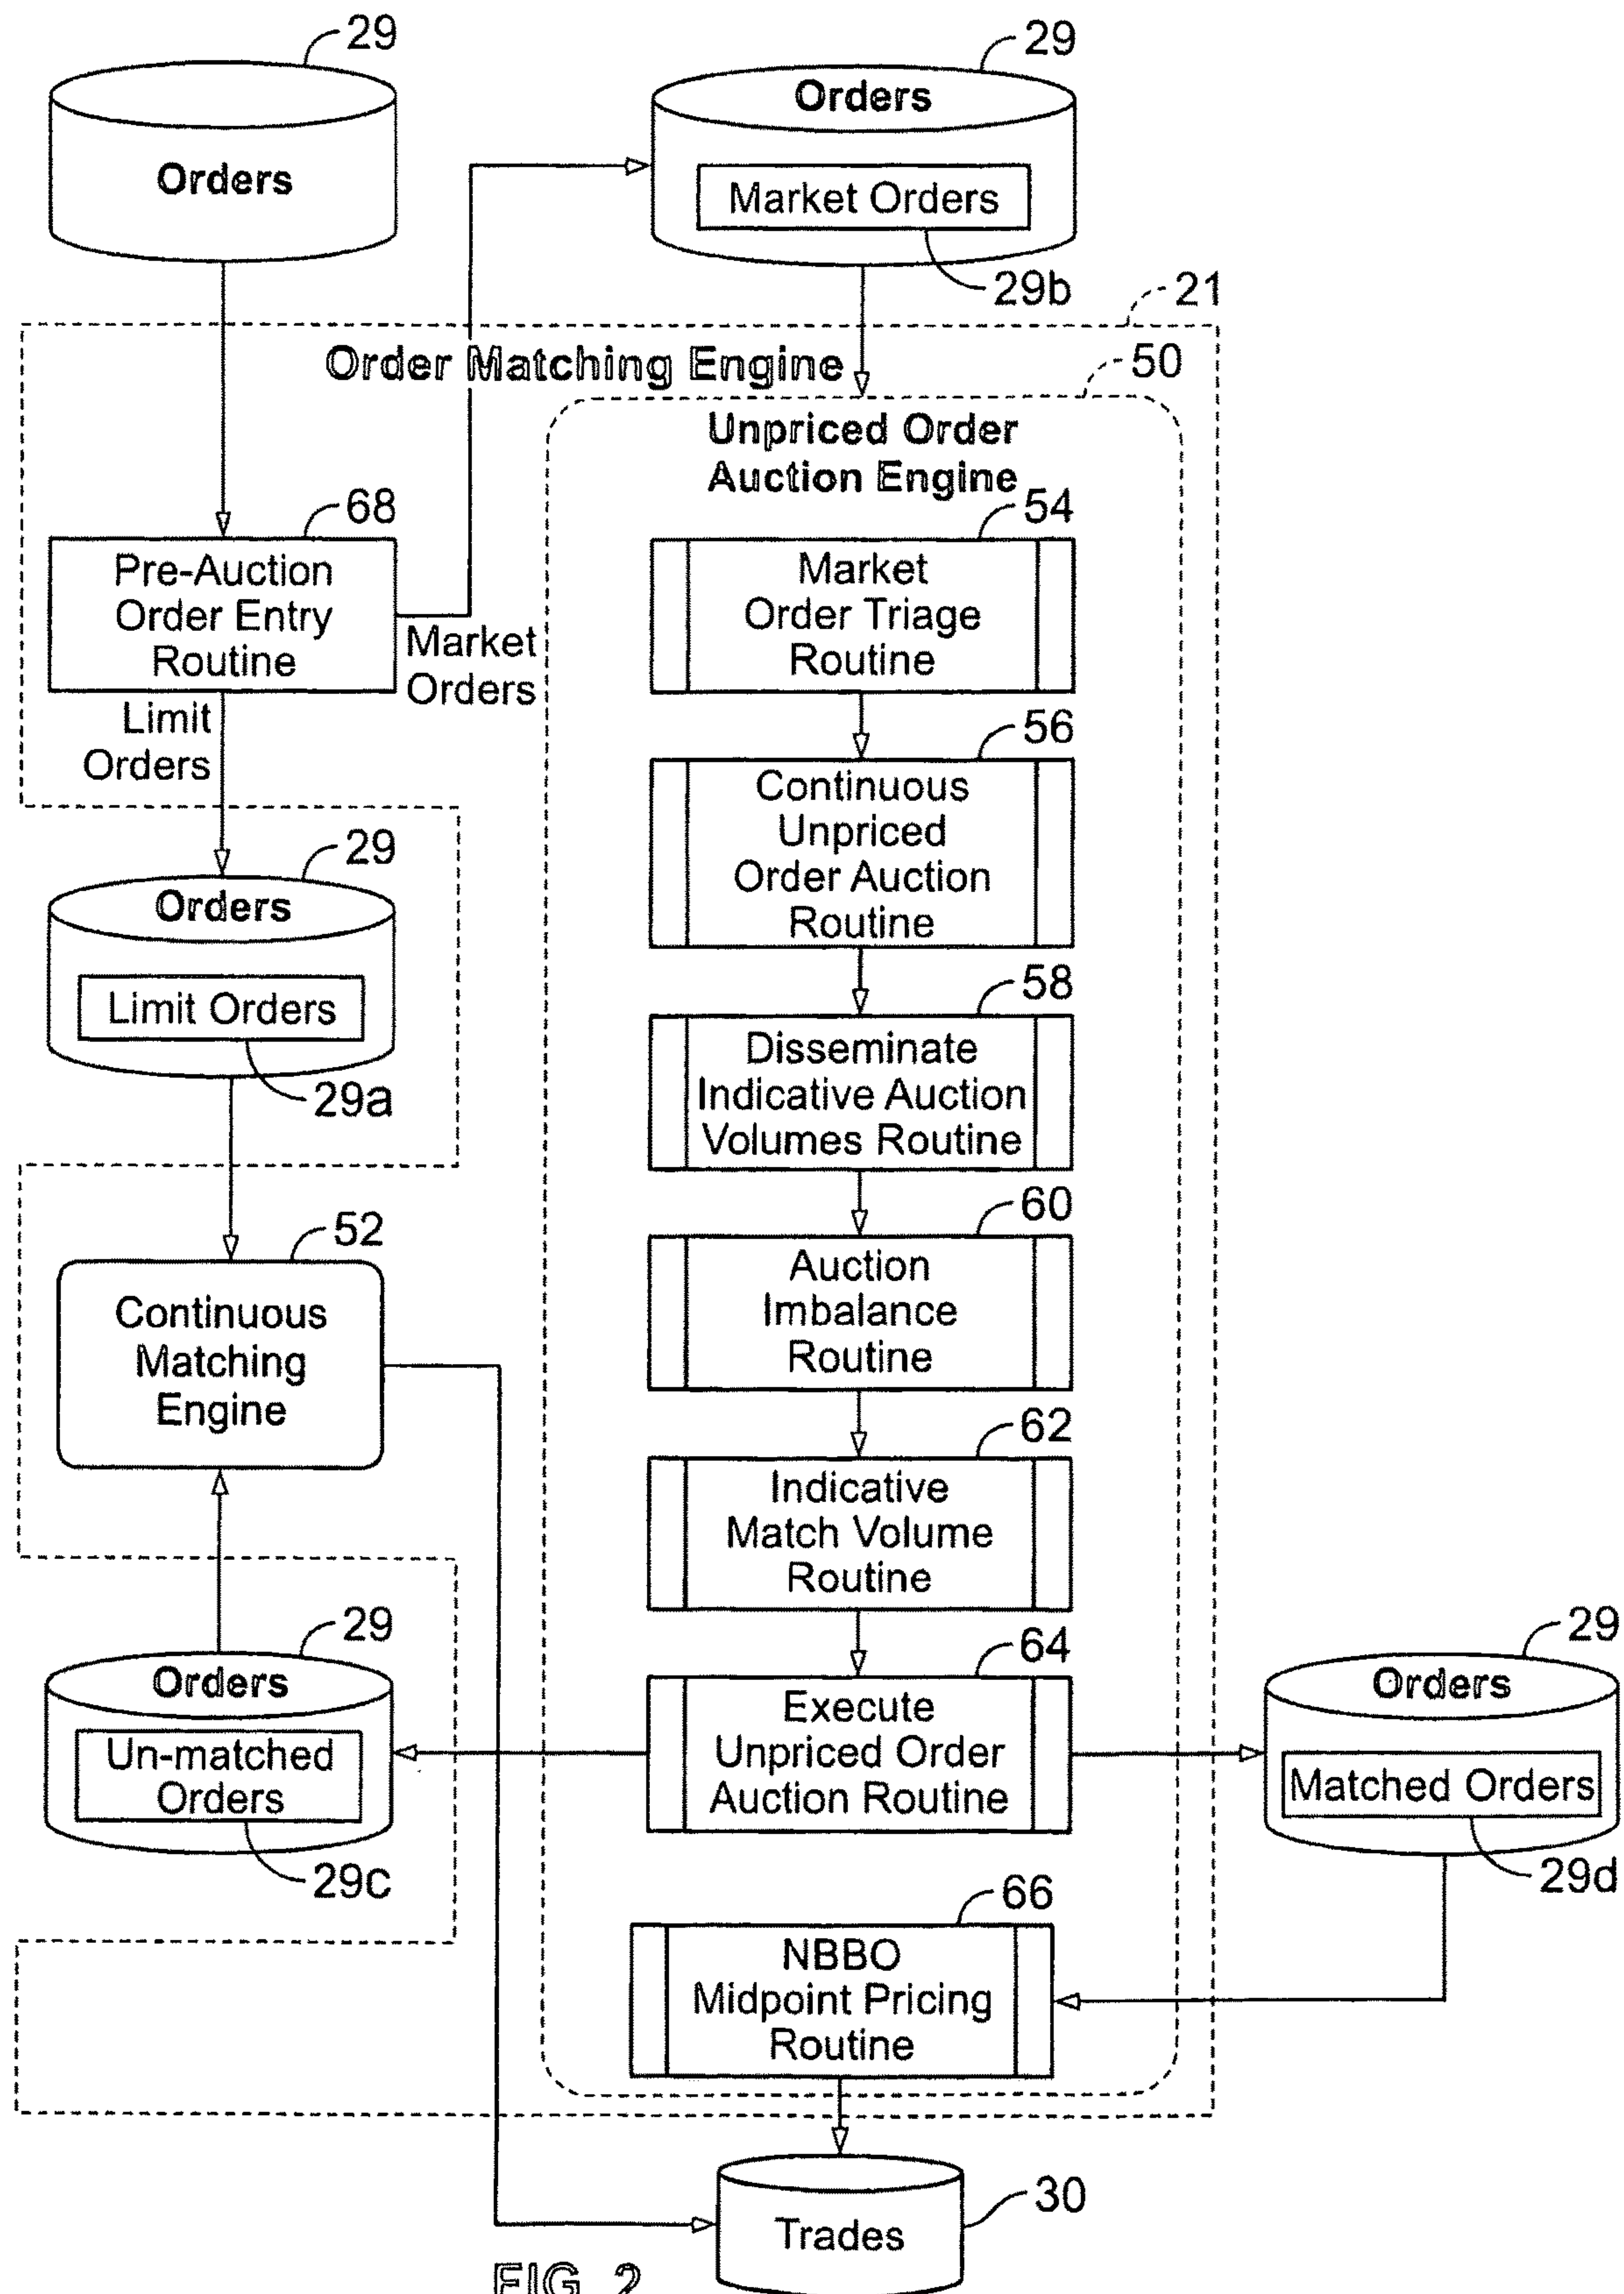 29
Orders
29
Orders
Market Orders
29b
21
Order Matching Engine
50
Unpriced Order
Auction Engine
68
Pre-Auction
Order Entry
Routine
Market
Orders
Limit
Orders
54
Market
Order Triage
Routine
56
Continuous
Unpriced
Order Auction
Routine
29
Orders
Limit Orders
29a
58
Disseminate
Indicative Auction
Volumes Routine
52
Continuous
Matching
Engine
60
Auction
Imbalance
Routine
62
Indicative
Match Volume
Routine
29
Orders
Un-matched
Orders
29c
64
Execute
Unpriced Order
Auction Routine
29
Orders
Matched Orders
29d
66
NBBO
Midpoint Pricing
Routine
30
Trades
FIG. 2